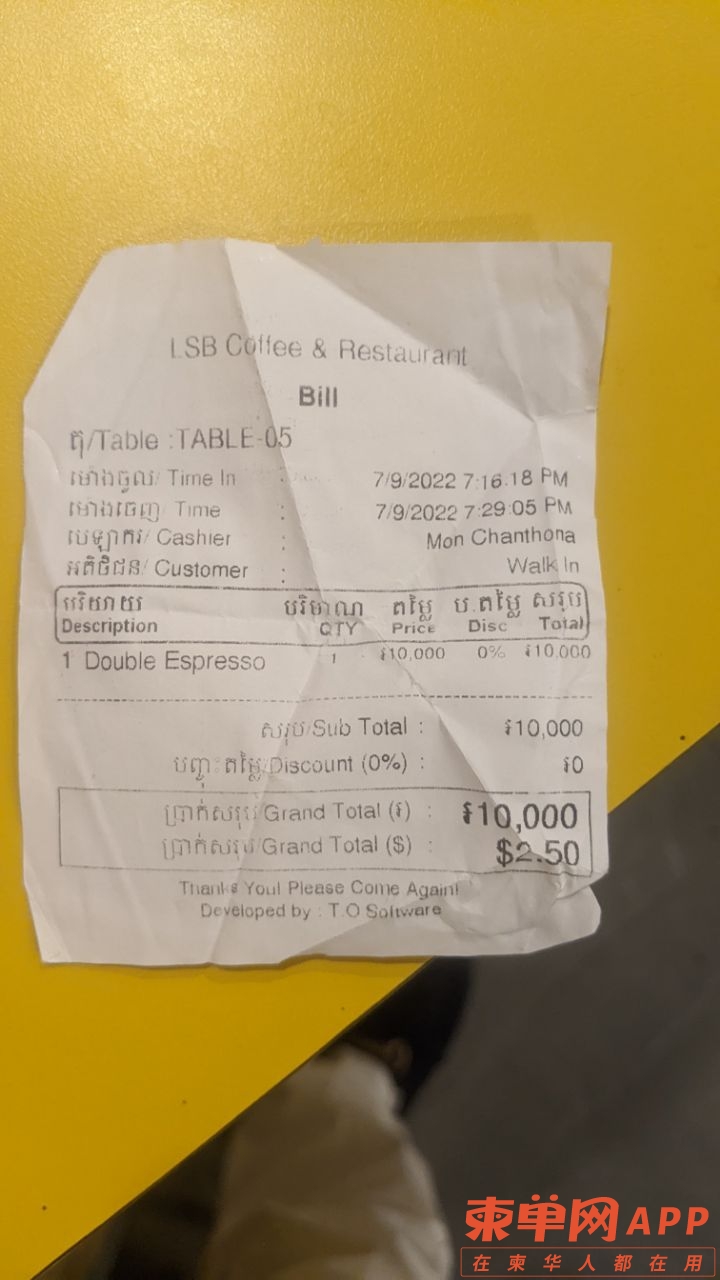 LSB Coffee & Restaurant
Bill
តុ/Table :TABLE-05
ម៉ោងចូល/ Time In : 7/9/2022 7:16:18 PM
ម៉ោងចេញ/ Time : 7/9/2022 7:29:05 PM
បេឡាករ/ Cashier : Mon Chanthona
អតិថិជន/ Customer : Walk In
បរិយាយ បរិមាណ តម្លៃ ប.តម្លៃ សរុប
Description QTY Price Disc Total
1 Double Espresso 1 ៛10,000 0% ៛10,000
សរុប/Sub Total : ៛10,000
បញ្ចុះតម្លៃ/Discount (0%) : ៛0
ប្រាក់សរុប/Grand Total (៛) : ៛10,000
ប្រាក់សរុប/Grand Total ($) : $2.50
Thanks You! Please Come Again!
Developed by : T.O Software
柬单网APP
在柬华人都在用